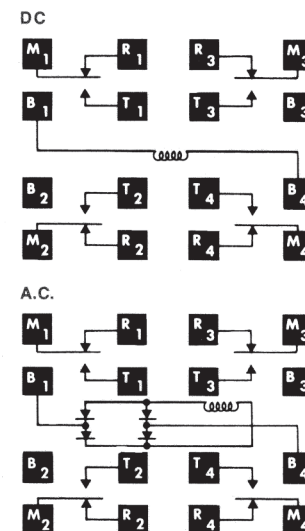 DC
M1 R1 R3 M3
B1 T1 T3 B3
B2 T2 T4 B4
M2 R2 R4 M4
A.C.
M1 R1 R3 M3
B1 T1 T3 B3
B2 T2 T4 B4
M2 R2 R4 M